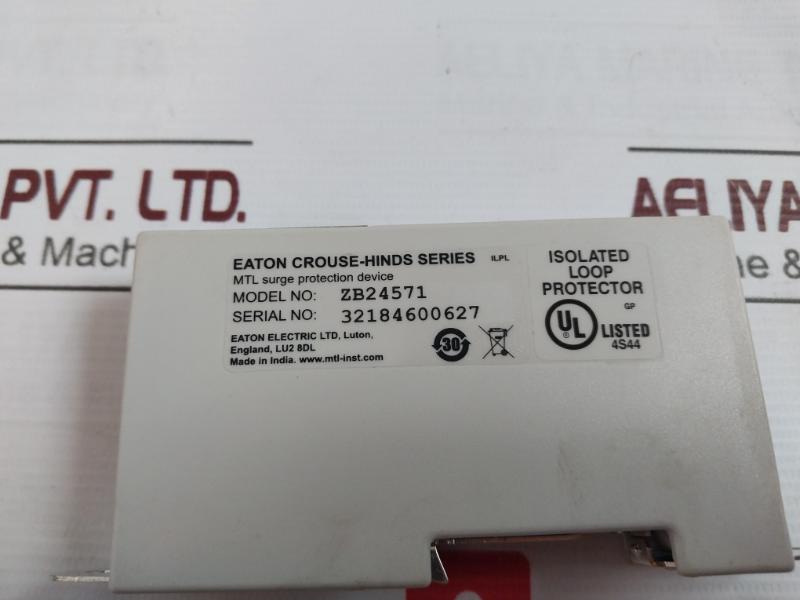 PVT. LTD.
& Mach
AELIYA
ne &
EATON CROUSE-HINDS SERIES ILPL
MTL surge protection device
MODEL NO: ZB24571
SERIAL NO: 32184600627
EATON ELECTRIC LTD, Luton,
England, LU2 8DL
Made in India. www.mtl-inst.com
30
ISOLATED
LOOP
PROTECTOR
GP
UL LISTED
4S44